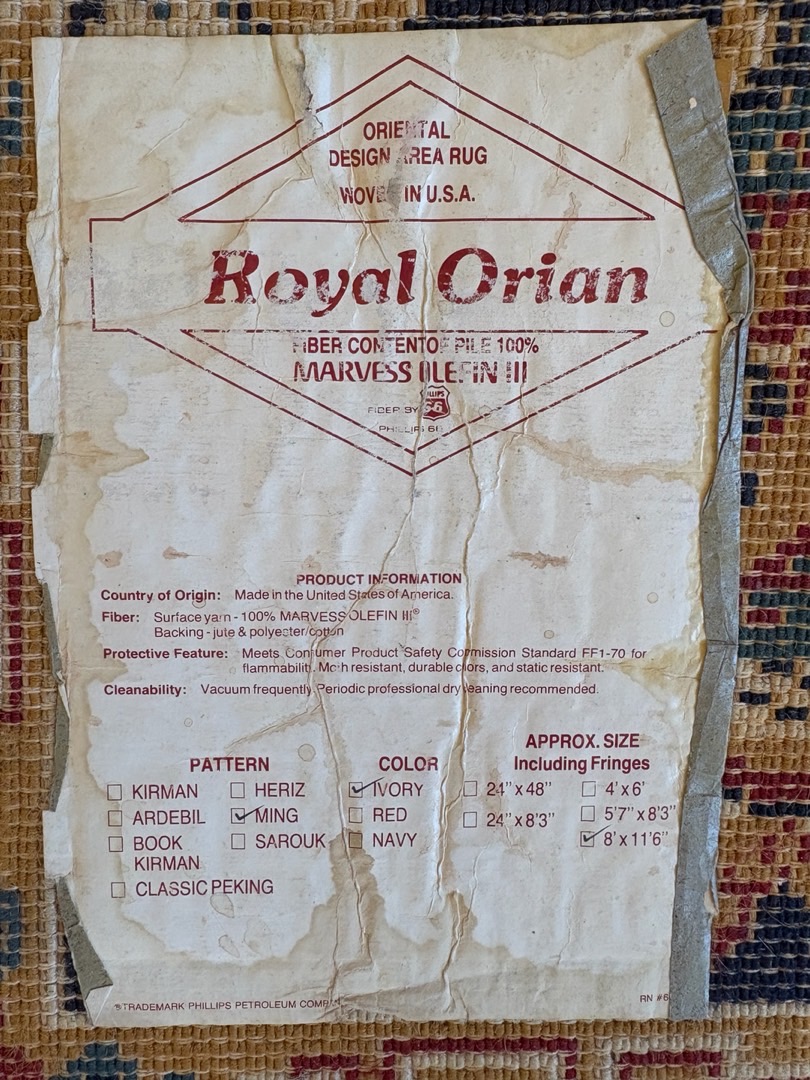 ORIENTAL
DESIGN AREA RUG
WOVEN IN U.S.A.
Royal Orian
FIBER CONTENT OF PILE 100%
MARVESS OLEFIN III
PHILLIPS
66
FIBER BY
PHILLIPS 66
PRODUCT INFORMATION
Country of Origin: Made in the United States of America.
Fiber: Surface yarn - 100% MARVESS OLEFIN III®
Backing - jute & polyester/cotton
Protective Feature: Meets Consumer Product Safety Commission Standard FF1-70 for
flammability. Moth resistant, durable colors, and static resistant.
Cleanability: Vacuum frequently. Periodic professional dry cleaning recommended.
PATTERN
KIRMAN
HERIZ
ARDEBIL
MING
BOOK
KIRMAN
SAROUK
CLASSIC PEKING
COLOR
IVORY
RED
NAVY
APPROX. SIZE
Including Fringes
24" x 48"
4' x 6'
24" x 8'3"
5'7" x 8'3"
8' x 11'6"
®TRADEMARK PHILLIPS PETROLEUM COMPANY
RN #6